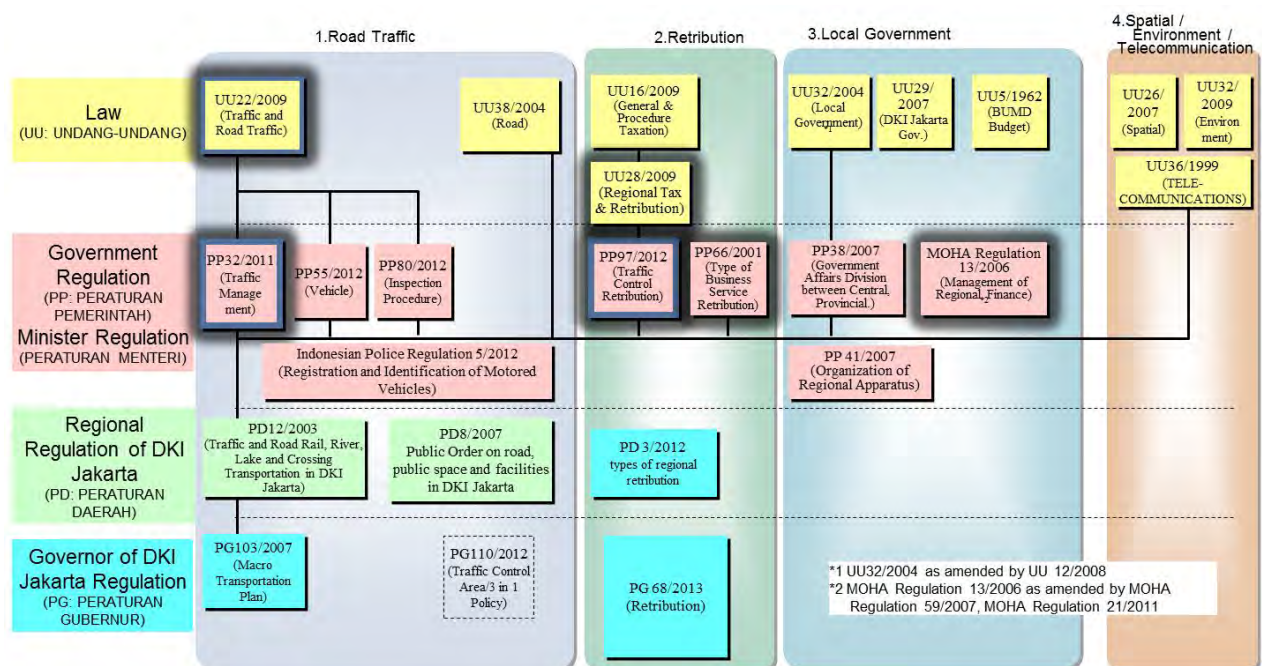 1.Road Traffic
2.Retribution
3.Local Government
4.Spatial /
Environment /
Telecommunication
Law
(UU: UNDANG-UNDANG)
UU22/2009
(Traffic and
Road Traffic)
UU38/2004
(Road)
UU16/2009
(General &
Procedure
Taxation)
UU28/2009
(Regional Tax
& Retribution)
UU32/2004
(Local
Government)
UU29/
2007
(DKI Jakarta
Gov.)
UU5/1962
(BUMD
Budget)
UU26/
2007
(Spatial)
UU32/
2009
(Environ
ment)
UU36/1999
(TELE-
COMMUNICATIONS)
Government
Regulation
(PP: PERATURAN
PEMERINTAH)
Minister Regulation
(PERATURAN MENTERI)
PP32/2011
(Traffic
Manage
ment)
PP55/2012
(Vehicle)
PP80/2012
(Inspection
Procedure)
PP97/2012
(Traffic
Control
Retribution)
PP66/2001
(Type of
Business
Service
Retribution)
PP38/2007
(Government
Affairs Division
between Central,
Provincial.)
MOHA Regulation
13/2006
(Management of
Regional Finance)
Indonesian Police Regulation 5/2012
(Registration and Identification of Motored
Vehicles)
PP 41/2007
(Organization of
Regional Apparatus)
Regional
Regulation of DKI
Jakarta
(PD: PERATURAN
DAERAH)
PD12/2003
(Traffic and Road Rail, River,
Lake and Crossing
Transportation in DKI
Jakarta)
PD8/2007
Public Order on road,
public space and facilities
in DKI Jakarta
PD 3/2012
types of regional
retribution
Governor of DKI
Jakarta Regulation
(PG: PERATURAN
GUBERNUR)
PG103/2007
(Macro
Transportation
Plan)
PG110/2012
(Traffic Control
Area/3 in 1
Policy)
PG 68/2013
(Retribution)
*1 UU32/2004 as amended by UU 12/2008
*2 MOHA Regulation 13/2006 as amended by MOHA
Regulation 59/2007, MOHA Regulation 21/2011